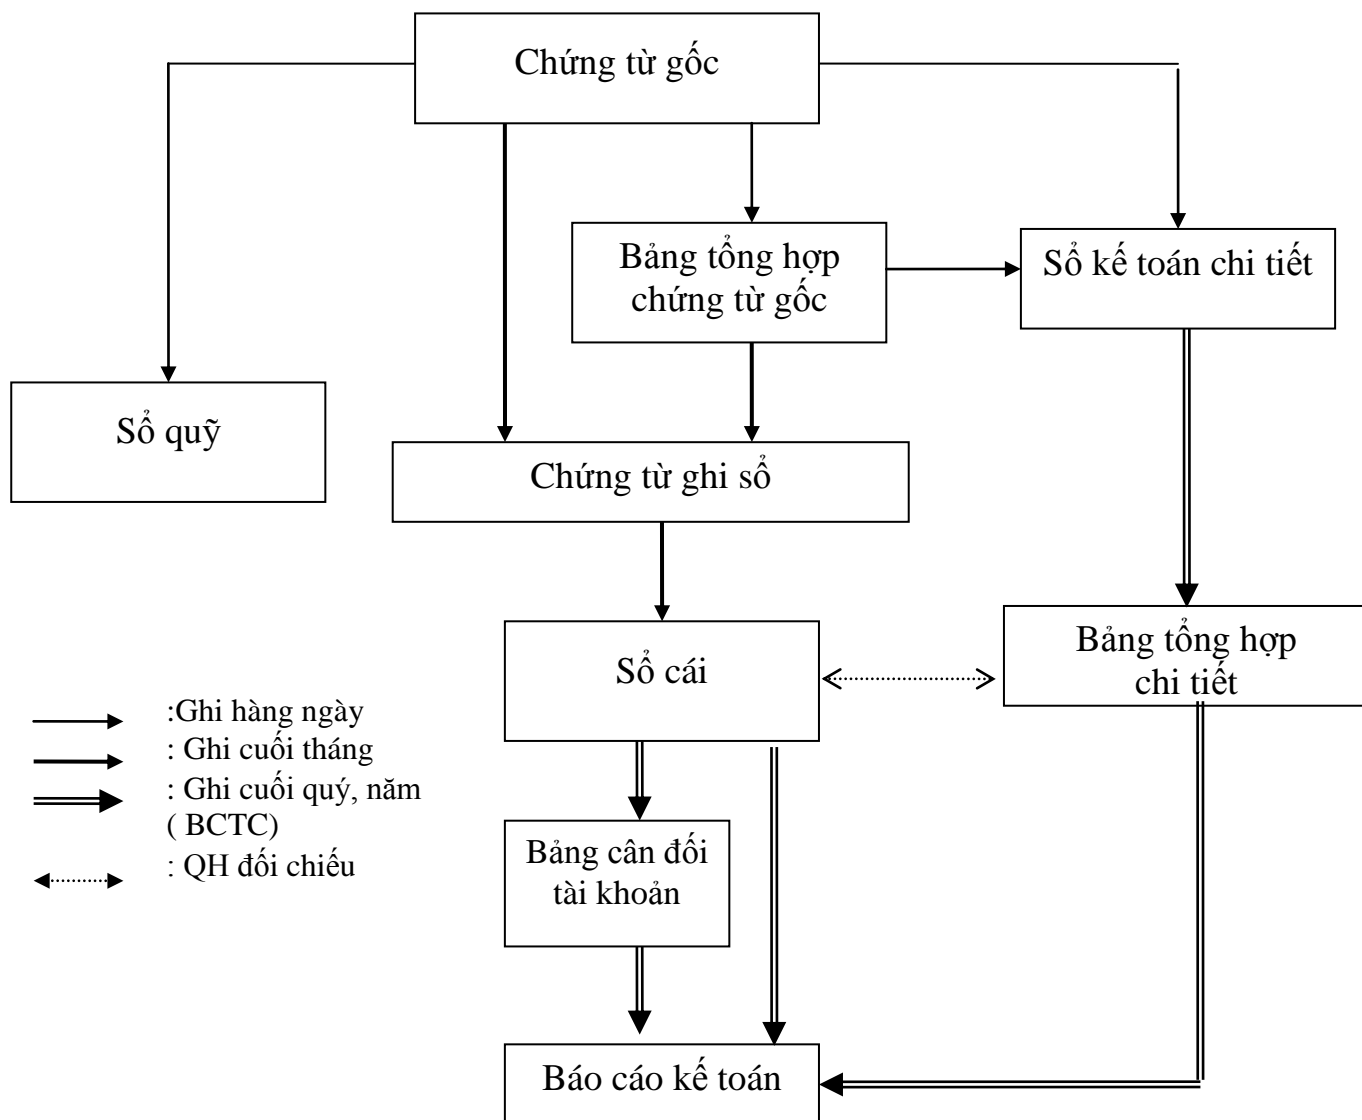 Chứng từ gốc
Bảng tổng hợp
chứng từ gốc
Sổ kế toán chi tiết
Sổ quỹ
Chứng từ ghi sổ
Sổ cái
Bảng tổng hợp
chi tiết
:Ghi hàng ngày
: Ghi cuối tháng
: Ghi cuối quý, năm
( BCTC)
: QH đối chiếu
Bảng cân đối
tài khoản
Báo cáo kế toán